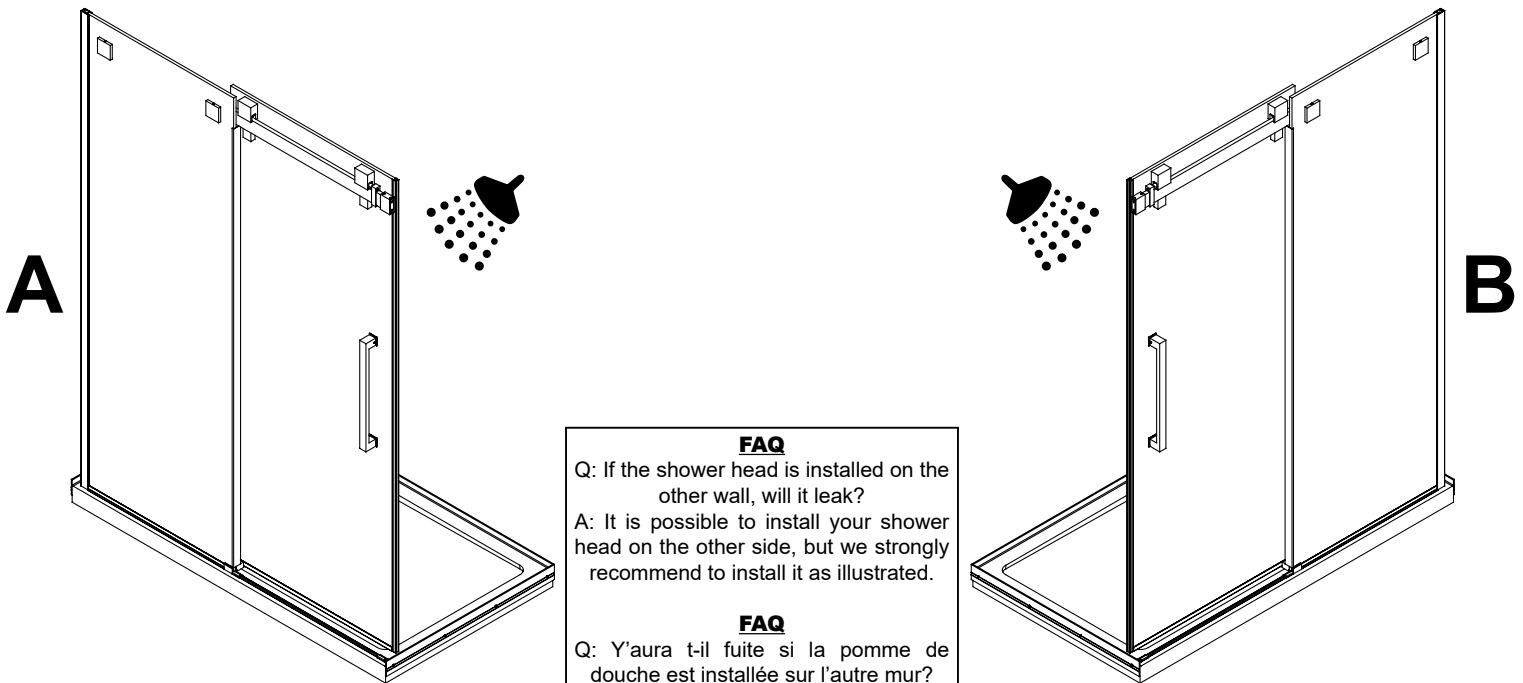 A
B
FAQ
Q: If the shower head is installed on the
other wall, will it leak?
A: It is possible to install your shower
head on the other side, but we strongly
recommend to install it as illustrated.
FAQ
Q: Y'aura t-il fuite si la pomme de
douche est installée sur l'autre mur?